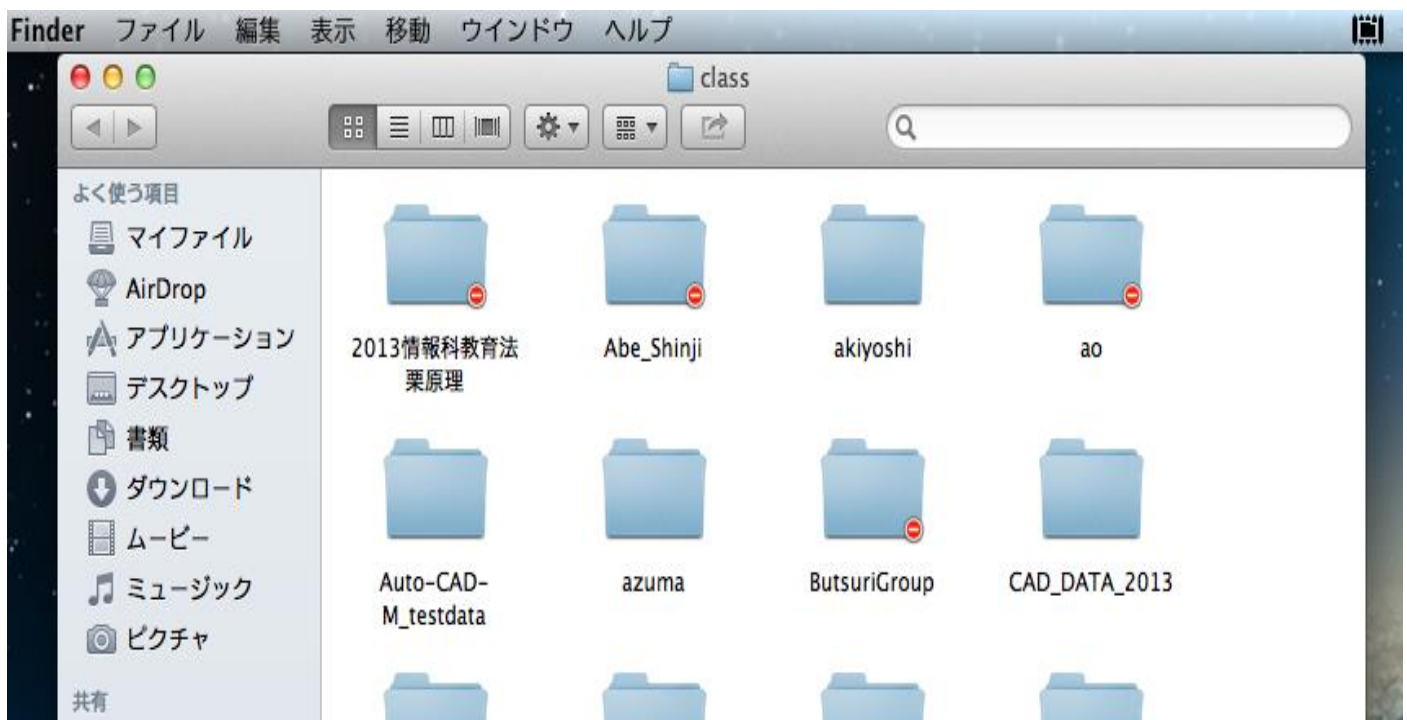 Finder ファイル 編集 表示 移動 ウインドウ ヘルプ
class
よく使う項目
マイファイル
AirDrop
アプリケーション
デスクトップ
書類
ダウンロード
ムービー
ミュージック
ピクチャ
共有
2013情報科教育法
栗原理
Abe_Shinji
akiyoshi
ao
Auto-CAD-
M_testdata
azuma
ButsuriGroup
CAD_DATA_2013